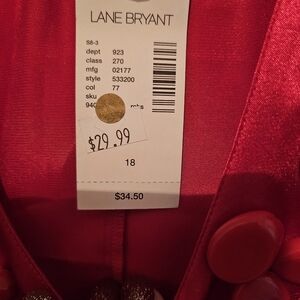 LANE BRYANT
S8-3
dept 923
class 270
mfg 02177
style 533200
col 77
sku
940
$29.99
18
$34.50